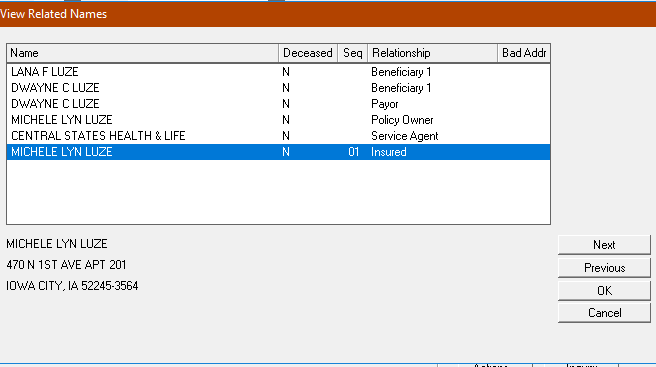 View Related Names
Name Deceased Seq Relationship Bad Addr
LANA F LUZE N Beneficiary 1
DWAYNE C LUZE N Beneficiary 1
DWAYNE C LUZE N Payor
MICHELE LYN LUZE N Policy Owner
CENTRAL STATES HEALTH & LIFE N Service Agent
MICHELE LYN LUZE N 01 Insured
MICHELE LYN LUZE
470 N 1ST AVE APT 201
IOWA CITY, IA 52245-3564
Next
Previous
OK
Cancel